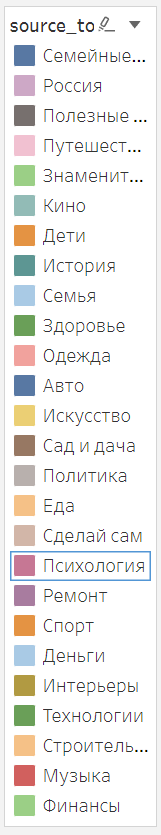 source_to
Семейные...
Россия
Полезные ...
Путешест...
Знаменит...
Кино
Дети
История
Семья
Здоровье
Одежда
Авто
Искусство
Сад и дача
Политика
Еда
Сделай сам
Психология
Ремонт
Спорт
Деньги
Интерьеры
Технологии
Строитель...
Музыка
Финансы